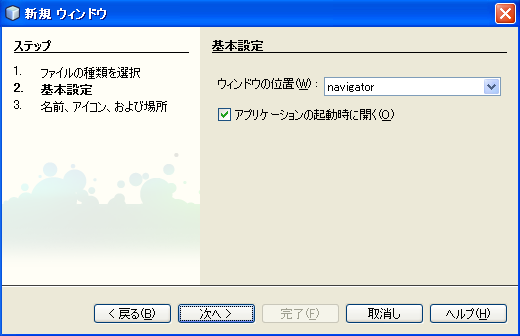 新規 ウィンドウ
ステップ
1. ファイルの種類を選択
2. 基本設定
3. 名前、アイコン、および場所
基本設定
ウィンドウの位置(W): navigator
アプリケーションの起動時に開く(O)
< 戻る(B) 次へ > 完了(F) 取消し ヘルプ(H)